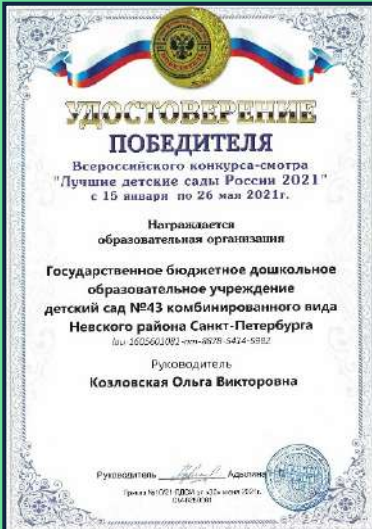 УДОСТОВЕРЕНИЕ
ПОБЕДИТЕЛЯ
Всероссийского конкурса-смотра
"Лучшие детские сады России 2021"
с 15 января по 26 мая 2021г.
Награждается
образовательная организация
Государственное бюджетное дошкольное
образовательное учреждение
детский сад №43 комбинированного вида
Невского района Санкт-Петербурга
Руководитель
Козловская Ольга Викторовна
Руководитель Адылина